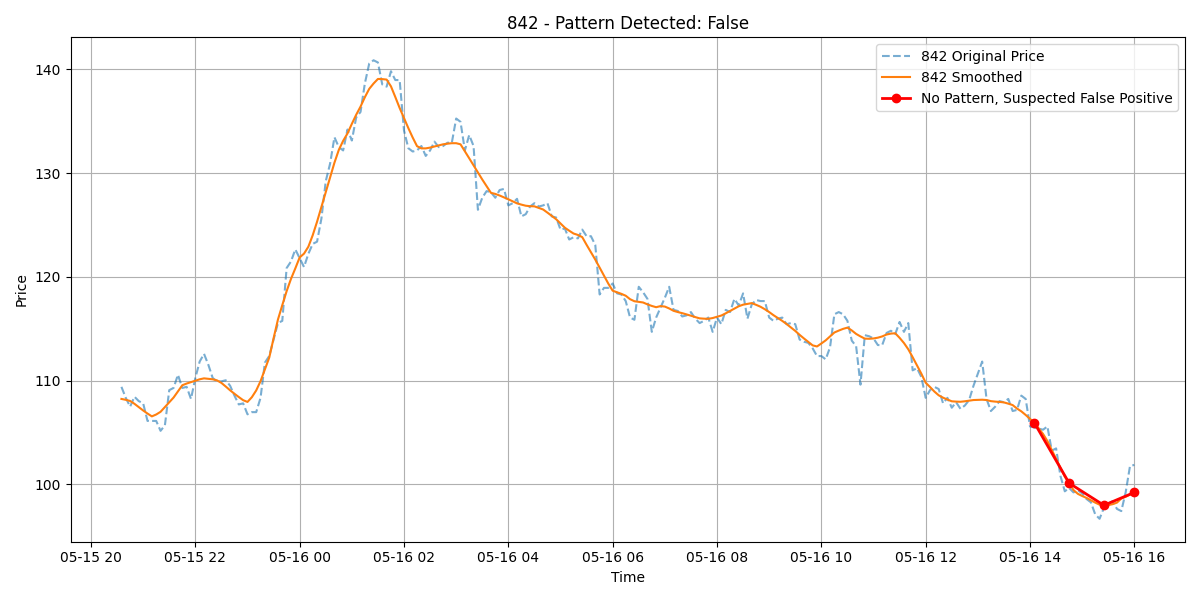 842 - Pattern Detected: False
842 Original Price
842 Smoothed
No Pattern, Suspected False Positive
Price
140
130
120
110
100
05-15 20
05-15 22
05-16 00
05-16 02
05-16 04
05-16 06
05-16 08
05-16 10
05-16 12
05-16 14
05-16 16
Time